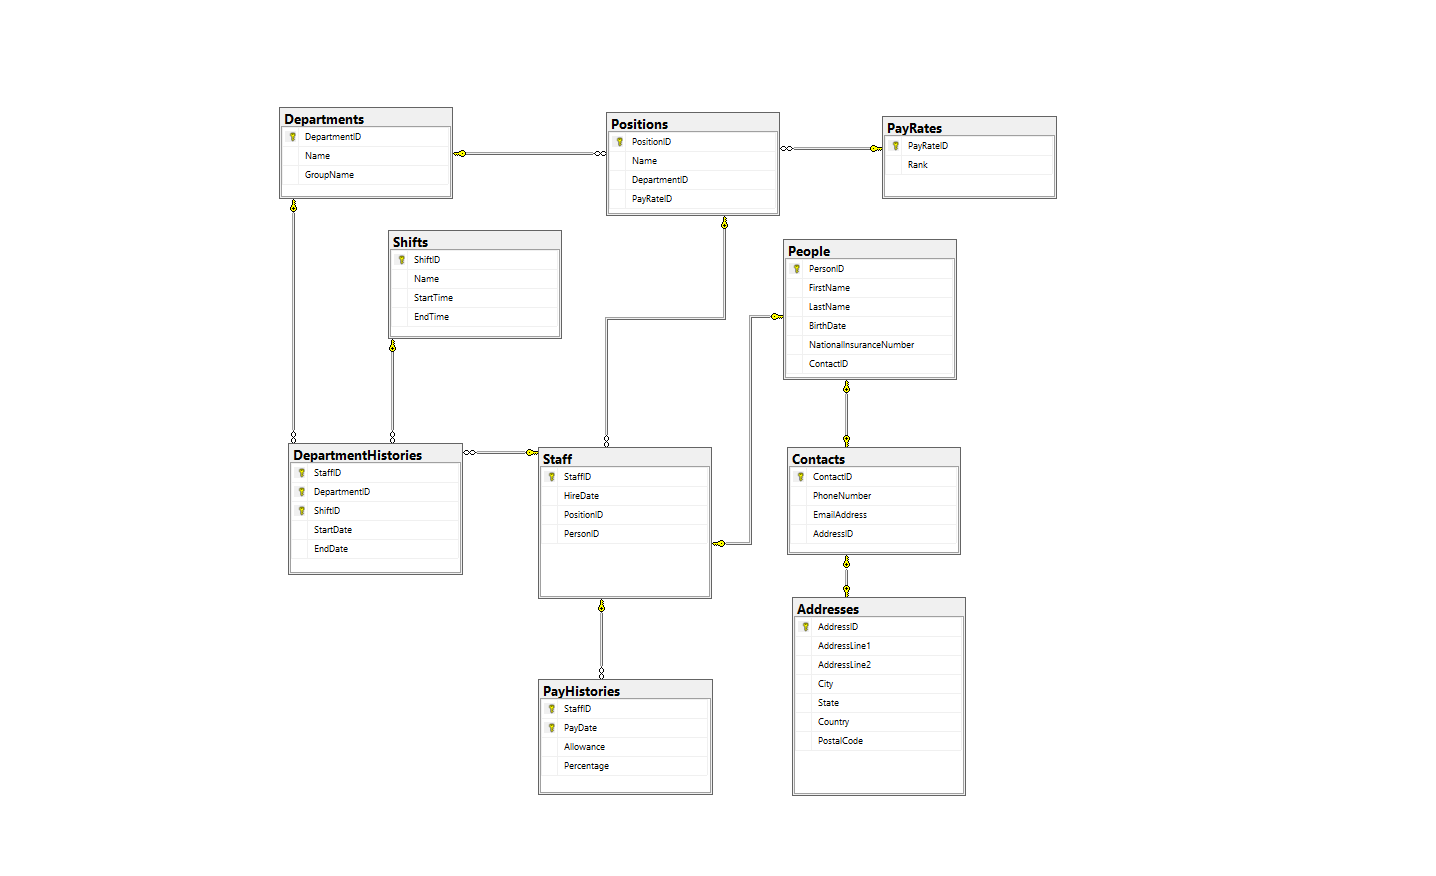 Departments
DepartmentID
Name
GroupName
Positions
PositionID
Name
DepartmentID
PayRateID
PayRates
PayRateID
Rank
Shifts
ShiftID
Name
StartTime
EndTime
People
PersonID
FirstName
LastName
BirthDate
NationalInsuranceNumber
ContactID
DepartmentHistories
StaffID
DepartmentID
ShiftID
StartDate
EndDate
Staff
StaffID
HireDate
PositionID
PersonID
Contacts
ContactID
PhoneNumber
EmailAddress
AddressID
PayHistories
StaffID
PayDate
Allowance
Percentage
Addresses
AddressID
AddressLine1
AddressLine2
City
State
Country
PostalCode